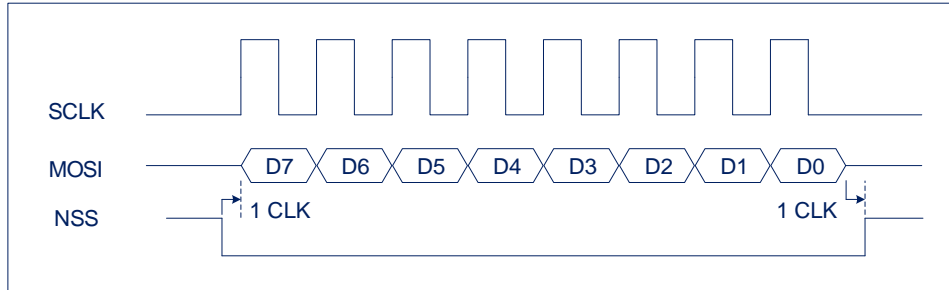 SCLK
MOSI D7 D6 D5 D4 D3 D2 D1 D0
1 CLK 1 CLK
NSS